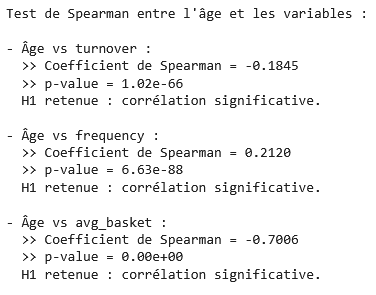 Test de Spearman entre l'âge et les variables :
- Âge vs turnover :
>> Coefficient de Spearman = -0.1845
>> p-value = 1.02e-66
H1 retenue : corrélation significative.
- Âge vs frequency :
>> Coefficient de Spearman = 0.2120
>> p-value = 6.63e-88
H1 retenue : corrélation significative.
- Âge vs avg_basket :
>> Coefficient de Spearman = -0.7006
>> p-value = 0.00e+00
H1 retenue : corrélation significative.